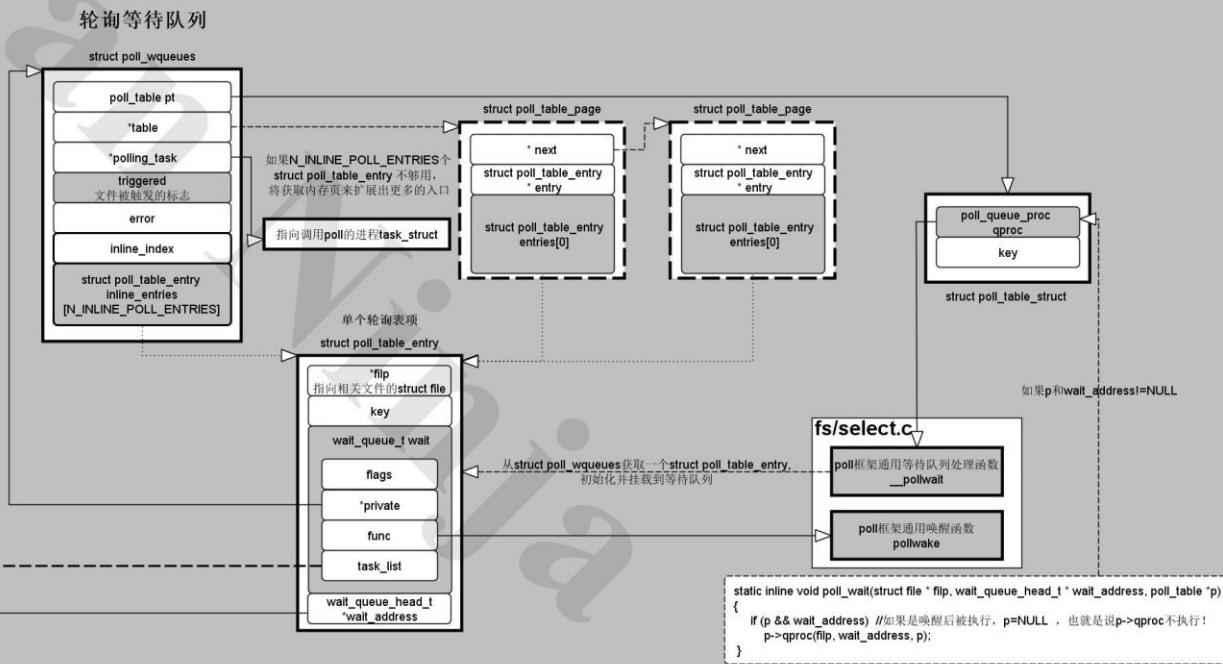 轮询等待队列
struct poll_wqueues
poll_table pt
*table
*polling_task
triggered
文件被触发的标志
error
inline_index
struct poll_table_entry
inline_entries
[N_INLINE_POLL_ENTRIES]
如果N_INLINE_POLL_ENTRIES个
struct poll_table_entry 不够用，
将获取内存页来扩展出更多的入口
指向调用poll的进程task_struct
struct poll_table_page
* next
struct poll_table_entry
* entry
struct poll_table_entry
entries[0]
struct poll_table_page
* next
struct poll_table_entry
* entry
struct poll_table_entry
entries[0]
poll_queue_proc
qproc
key
struct poll_table_struct
单个轮询表项
struct poll_table_entry
*filp
指向相关文件的struct file
key
wait_queue_t wait
flags
*private
func
task_list
wait_queue_head_t
*wait_address
从struct poll_wqueues获取一个struct poll_table_entry,
初始化并挂载到等待队列
如果p和wait_address!=NULL
fs/select.c
poll框架通用等待队列处理函数
__pollwait
poll框架通用唤醒函数
pollwake
static inline void poll_wait(struct file * filp, wait_queue_head_t * wait_address, poll_table *p)
{
if (p && wait_address) //如果是唤醒后被执行，p=NULL ，也就是说p->qproc不执行！
p->qproc(filp, wait_address, p);
}
an Ninja